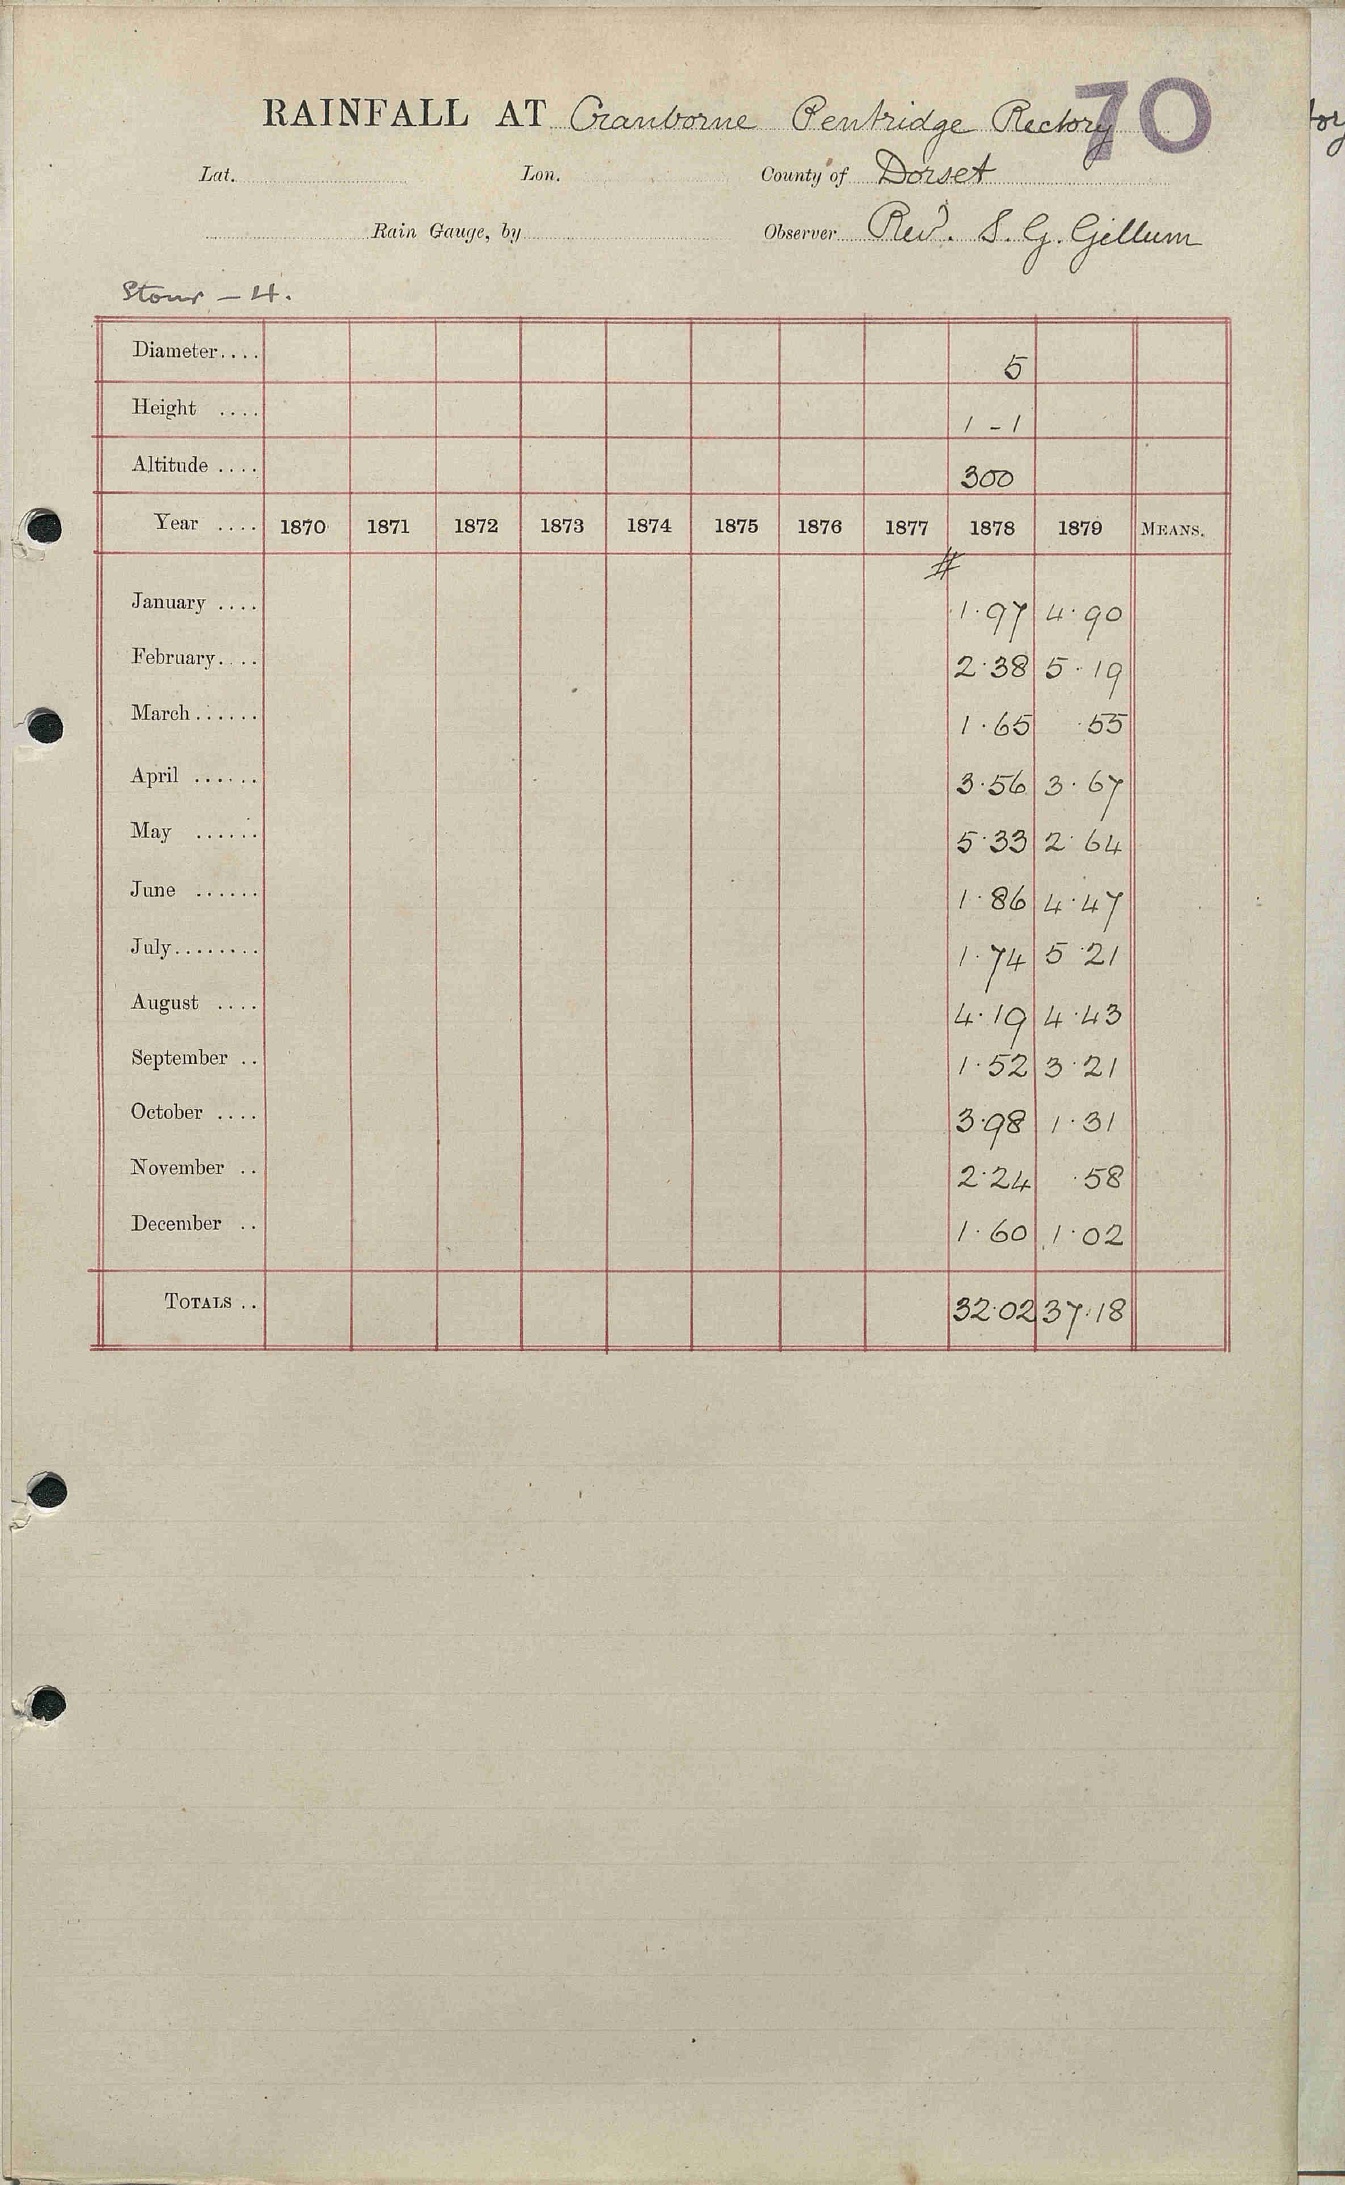 70
RAINFALL AT Cranborne Pentridge Rectory
Lat. Lon. County of Dorset
Rain Gauge, by Observer Rev. S. G. Gillum
Stour - 4.
Diameter.... 5
Height .... 1 - 1
Altitude .... 300
Year .... 1870 1871 1872 1873 1874 1875 1876 1877 1878 1879 MEANS.
#
January .... 1.97 4.90
February.... 2.38 5.19
March...... 1.65 .55
April ...... 3.56 3.67
May ...... 5.33 2.64
June ...... 1.86 4.47
July........ 1.74 5.21
August .... 4.19 4.43
September .. 1.52 3.21
October .... 3.98 1.31
November .. 2.24 .58
December .. 1.60 1.02
TOTALS .. 32.02 37.18